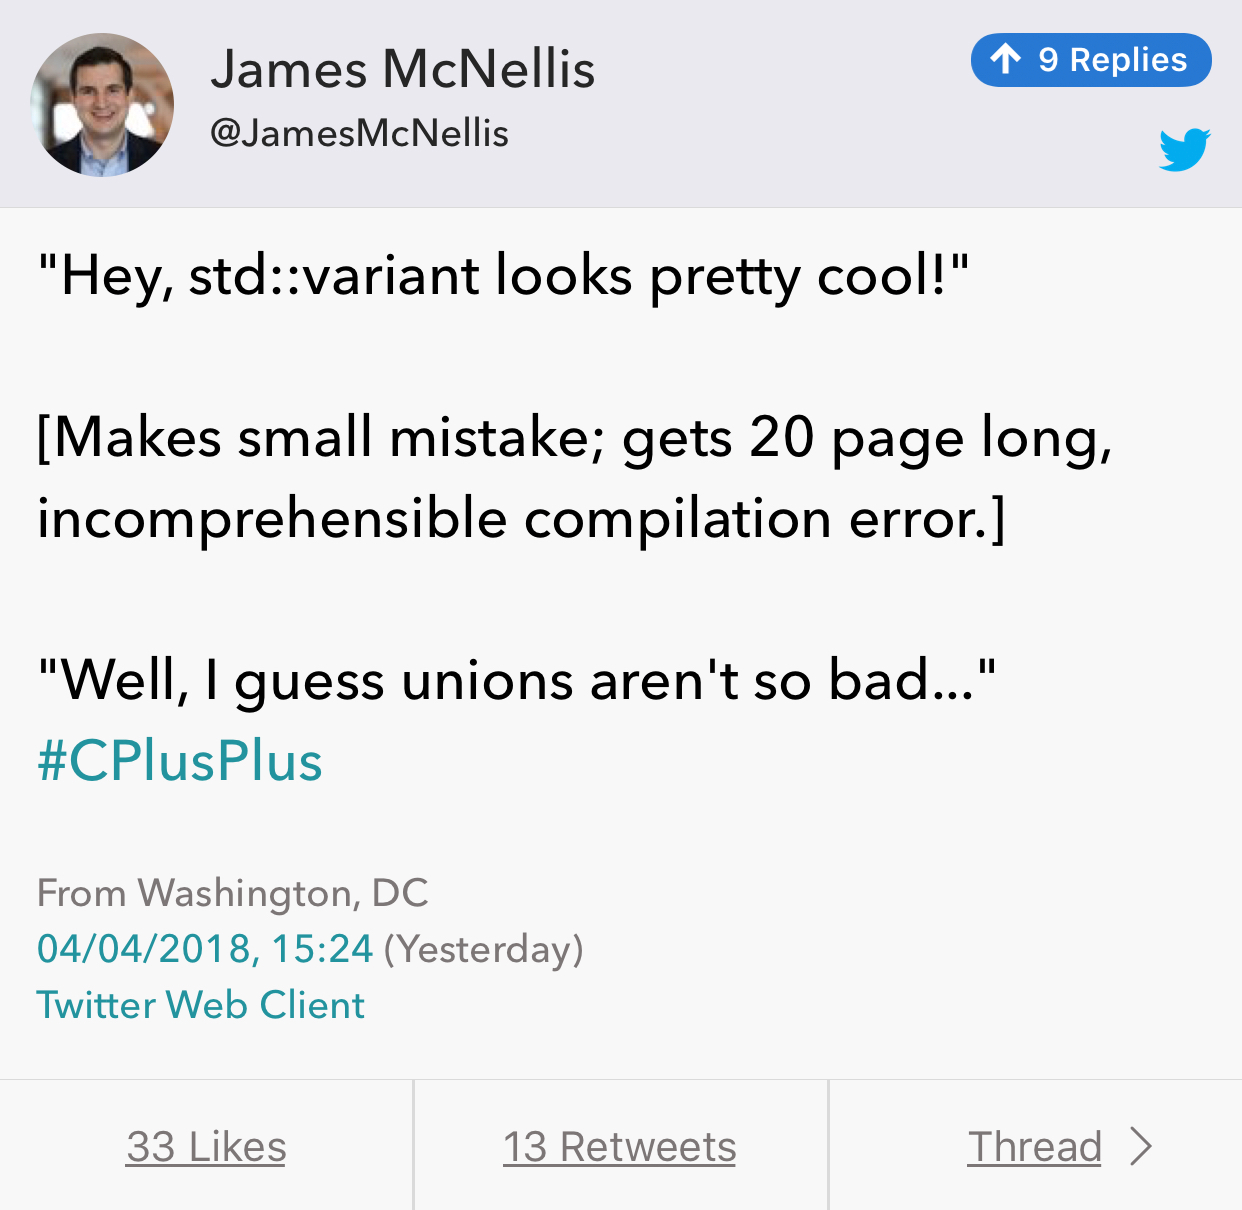 James McNellis
9 Replies
@JamesMcNellis
"Hey, std::variant looks pretty cool!"
[Makes small mistake; gets 20 page long,
incomprehensible compilation error.]
"Well, I guess unions aren't so bad..."
#CPlusPlus
From Washington, DC
04/04/2018, 15:24 (Yesterday)
Twitter Web Client
33 Likes
13 Retweets
Thread